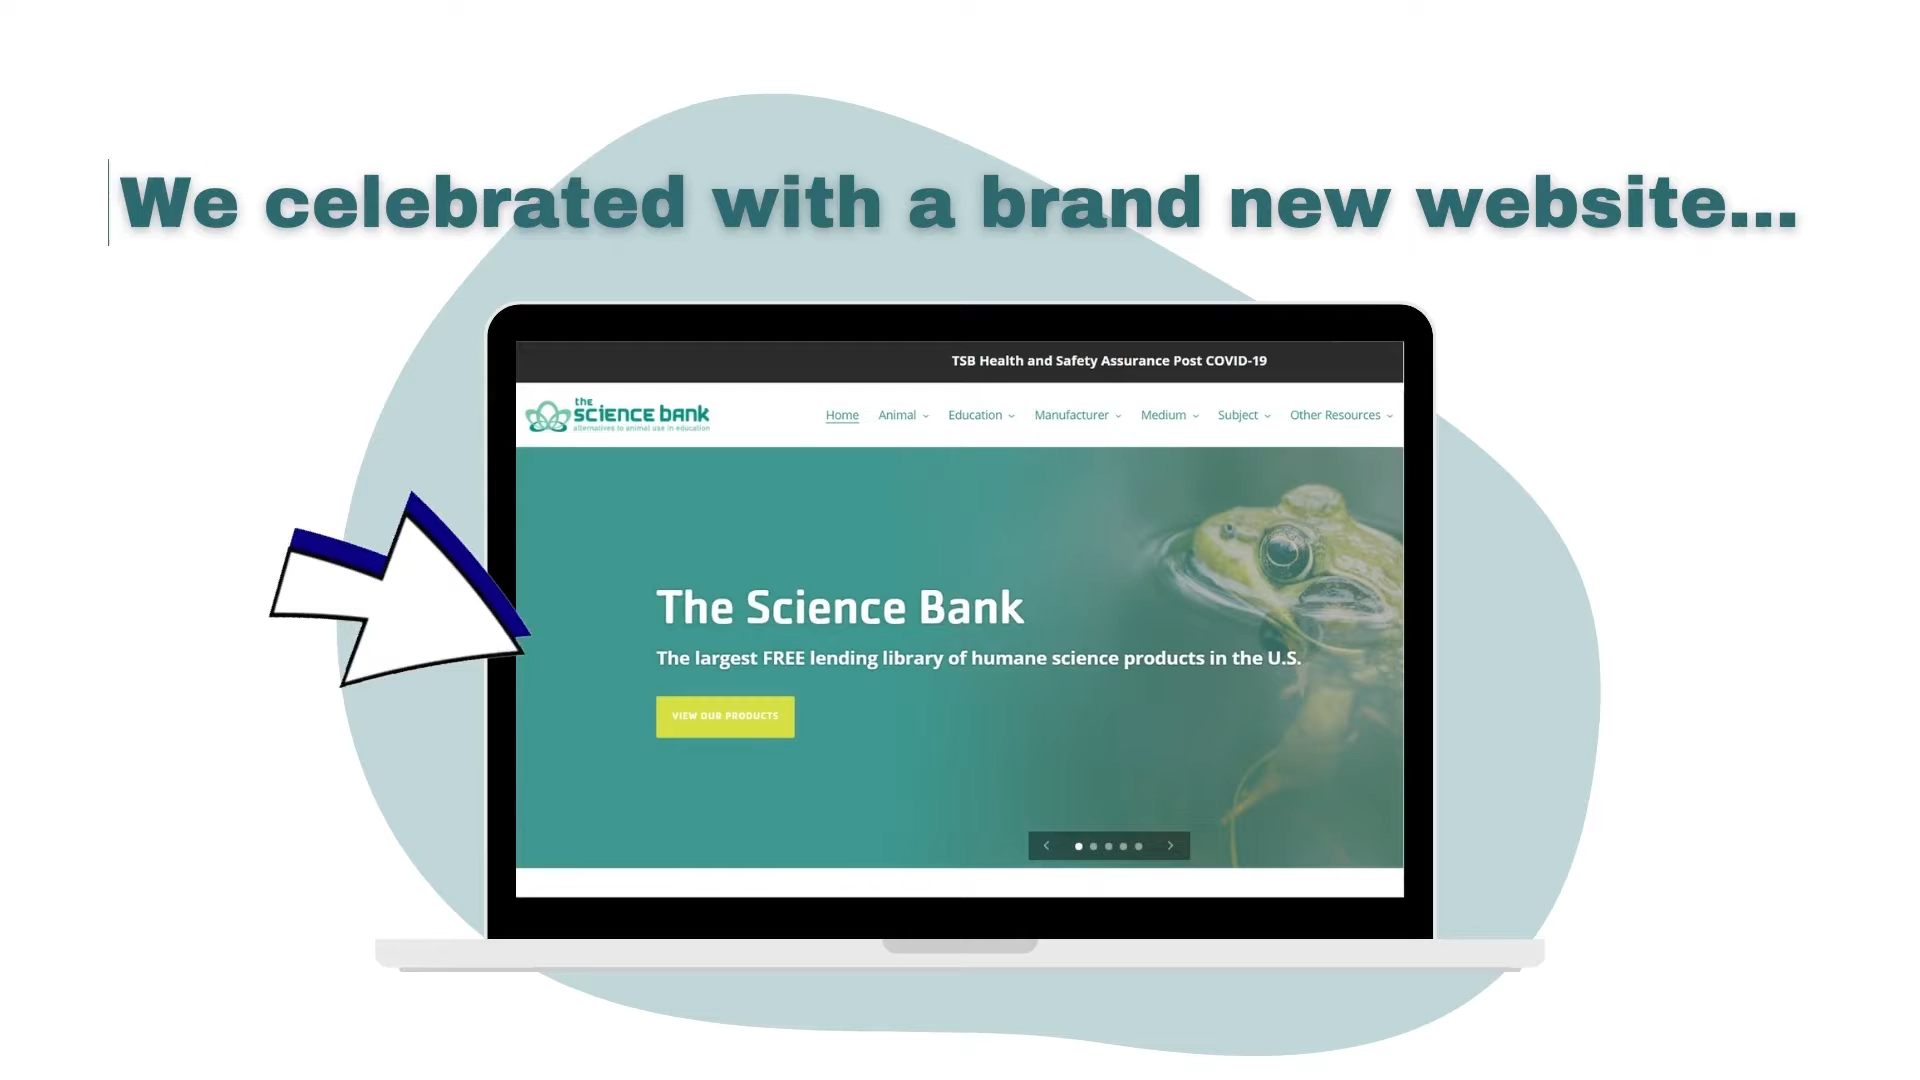 We celebrated with a brand new website...
TSB Health and Safety Assurance Post COVID-19
the
science bank
alternatives to animal use in education
Home Animal Education Manufacturer Medium Subject Other Resources
The Science Bank
The largest FREE lending library of humane science products in the U.S.
VIEW OUR PRODUCTS